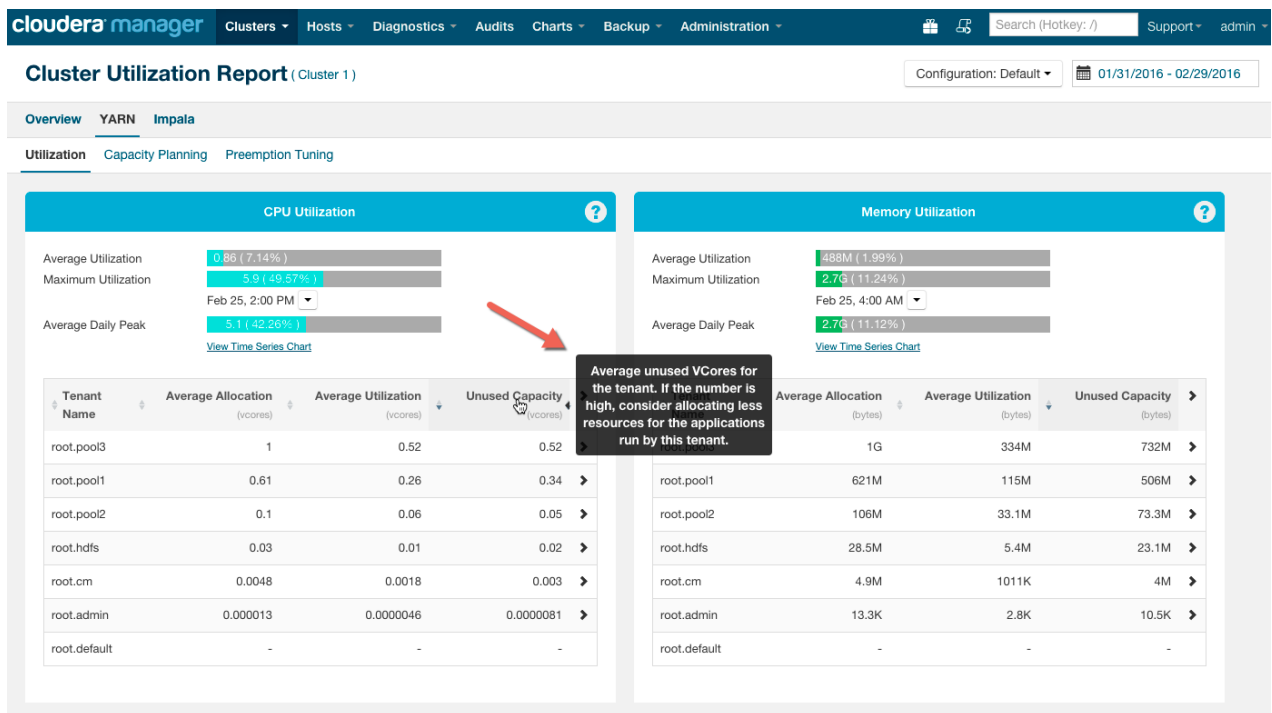 cloudera manager Clusters Hosts Diagnostics Audits Charts Backup Administration Search (Hotkey: /) Support admin
Cluster Utilization Report ( Cluster 1 ) Configuration: Default 01/31/2016 - 02/29/2016
Overview YARN Impala
Utilization Capacity Planning Preemption Tuning
CPU Utilization ?
Average Utilization 0.86 ( 7.14% )
Maximum Utilization 5.9 ( 49.57% )
Feb 25, 2:00 PM
Average Daily Peak 5.1 ( 42.26% )
View Time Series Chart
Tenant Name Average Allocation (vcores) Average Utilization (vcores) Unused Capacity (vcores)
root.pool3 1 0.52 0.52
root.pool1 0.61 0.26 0.34
root.pool2 0.1 0.06 0.05
root.hdfs 0.03 0.01 0.02
root.cm 0.0048 0.0018 0.003
root.admin 0.000013 0.0000046 0.0000081
root.default - - -
Average unused VCores for
the tenant. If the number is
high, consider allocating less
resources for the applications
run by this tenant.
Memory Utilization ?
Average Utilization 488M ( 1.99% )
Maximum Utilization 2.7G ( 11.24% )
Feb 25, 4:00 AM
Average Daily Peak 2.7G ( 11.12% )
View Time Series Chart
Average Allocation (bytes) Average Utilization (bytes) Unused Capacity (bytes)
1G 334M 732M
root.pool1 621M 115M 506M
root.pool2 106M 33.1M 73.3M
root.hdfs 28.5M 5.4M 23.1M
root.cm 4.9M 1011K 4M
root.admin 13.3K 2.8K 10.5K
root.default - - -